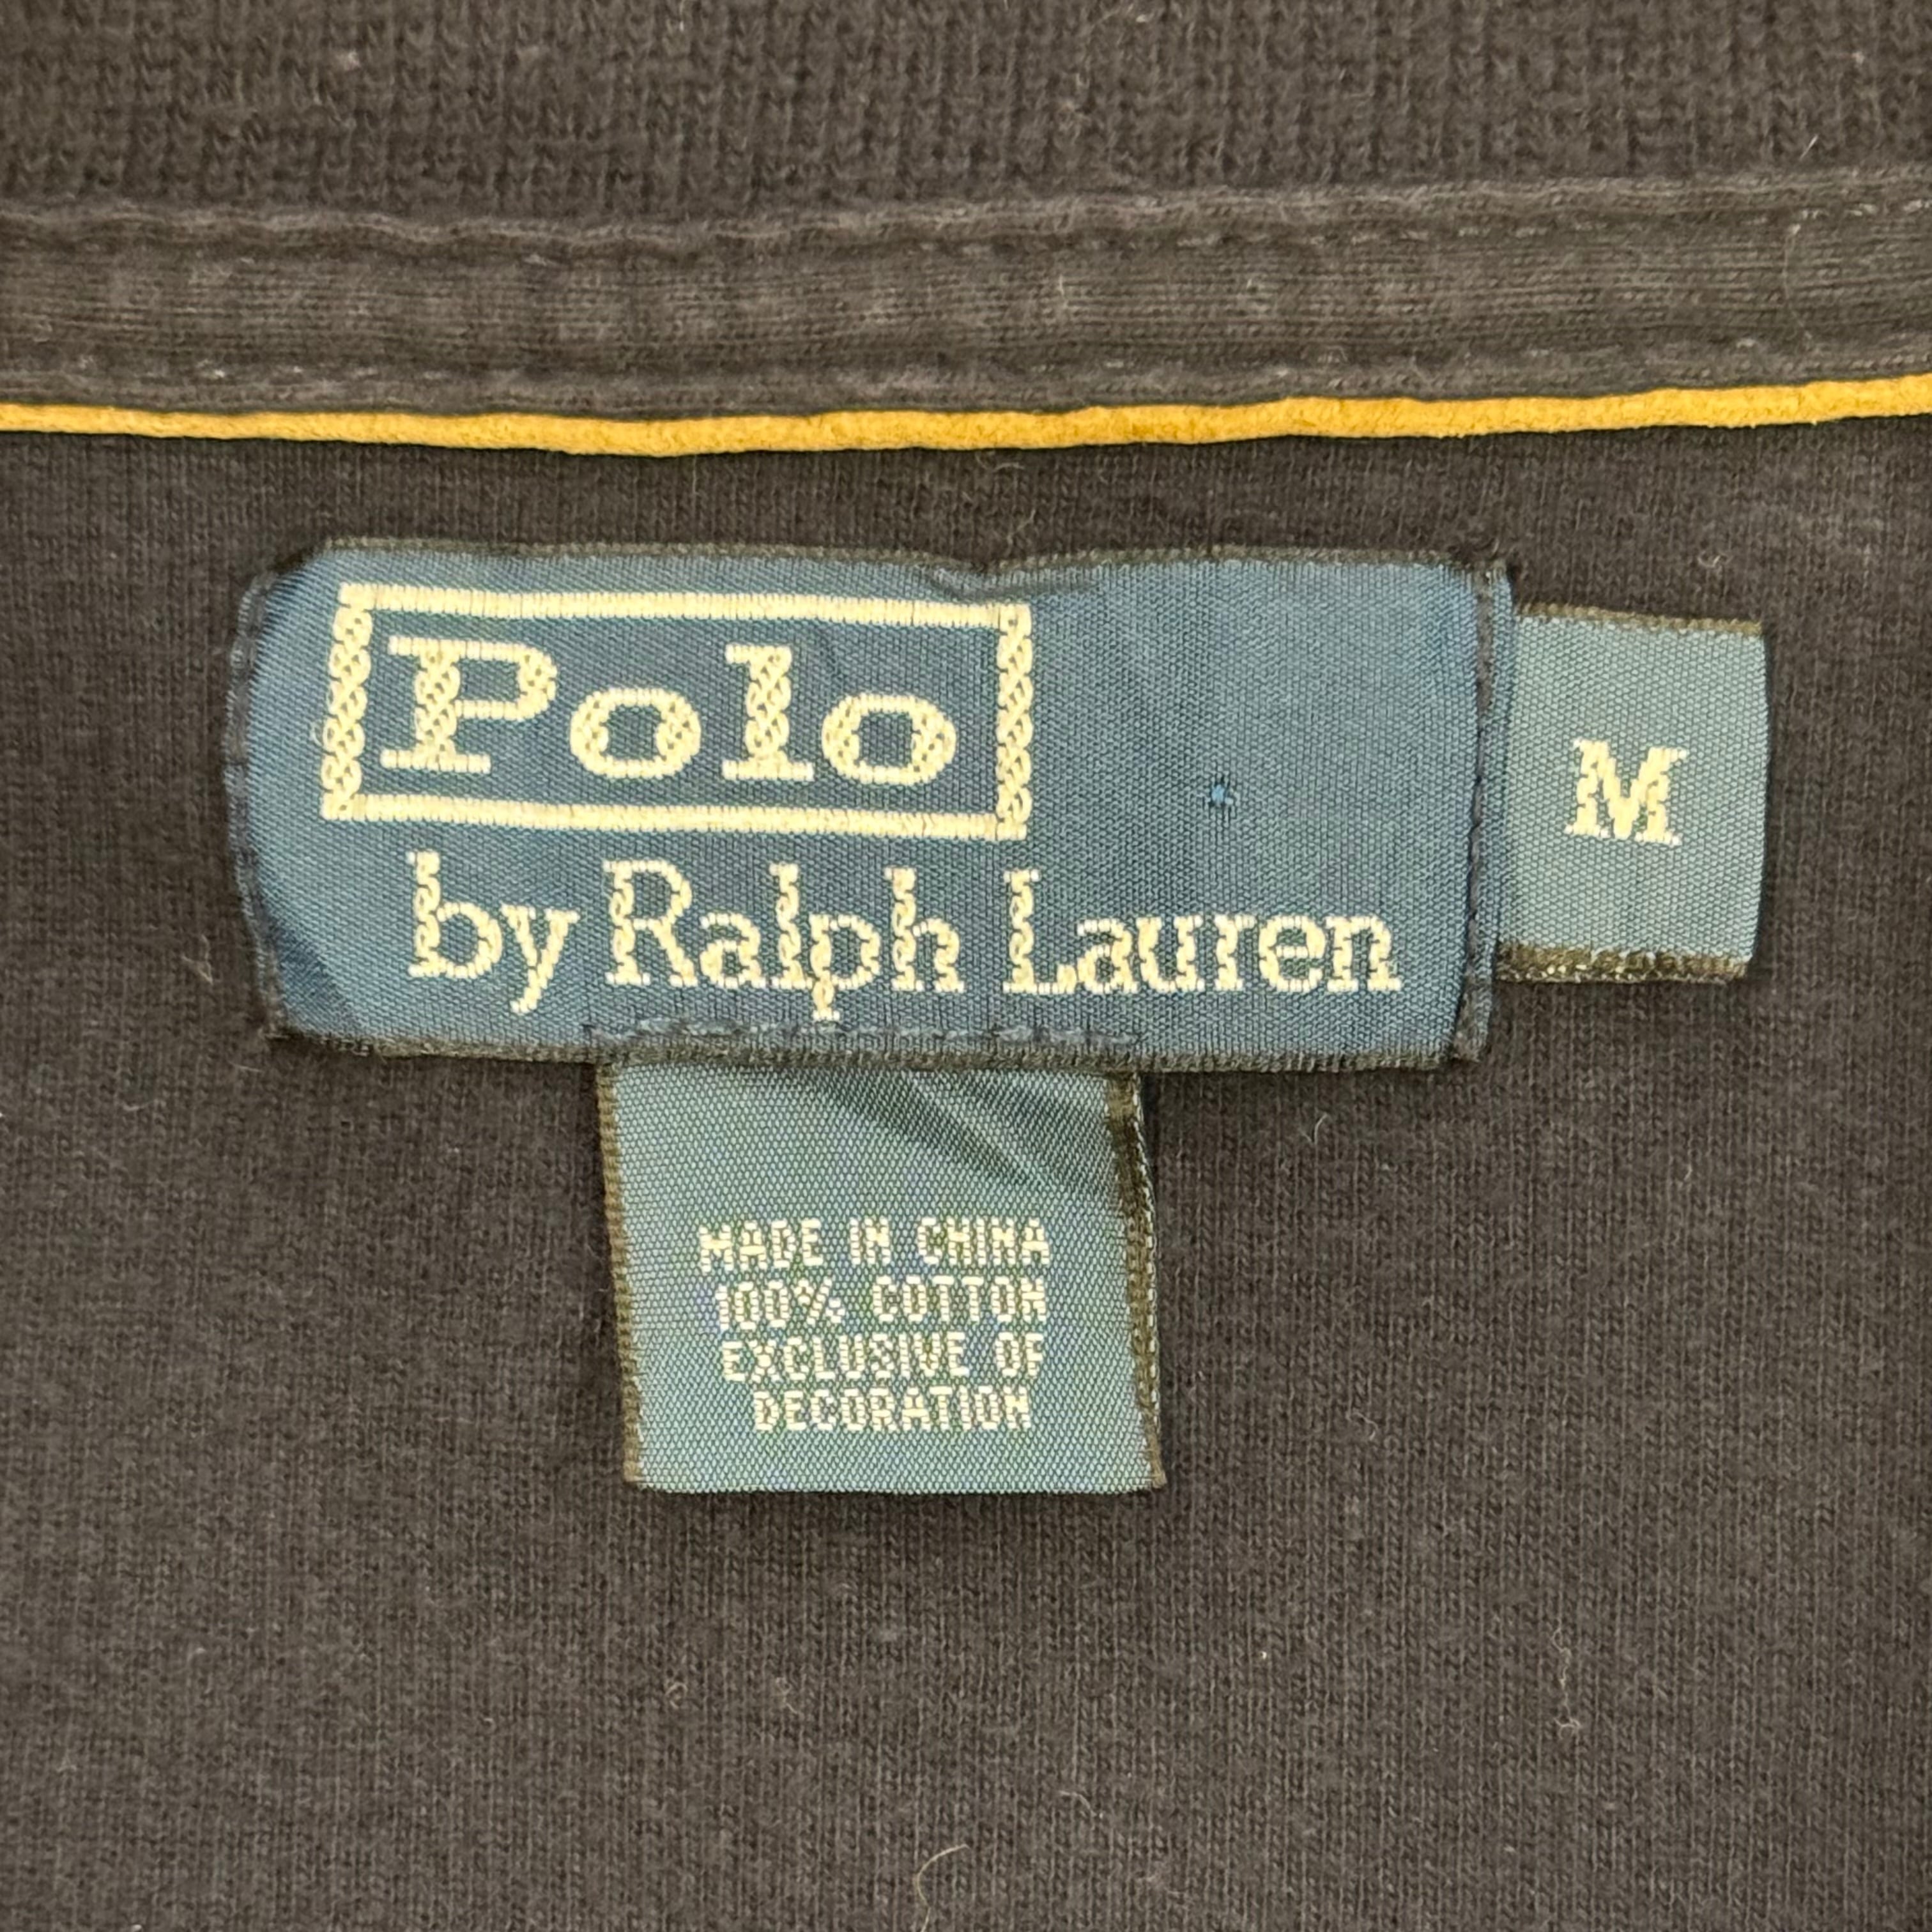 Polo
by Ralph Lauren
M
MADE IN CHINA
100% COTTON
EXCLUSIVE OF
DECORATION